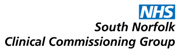 NHS
South Norfolk
Clinical Commissioning Group